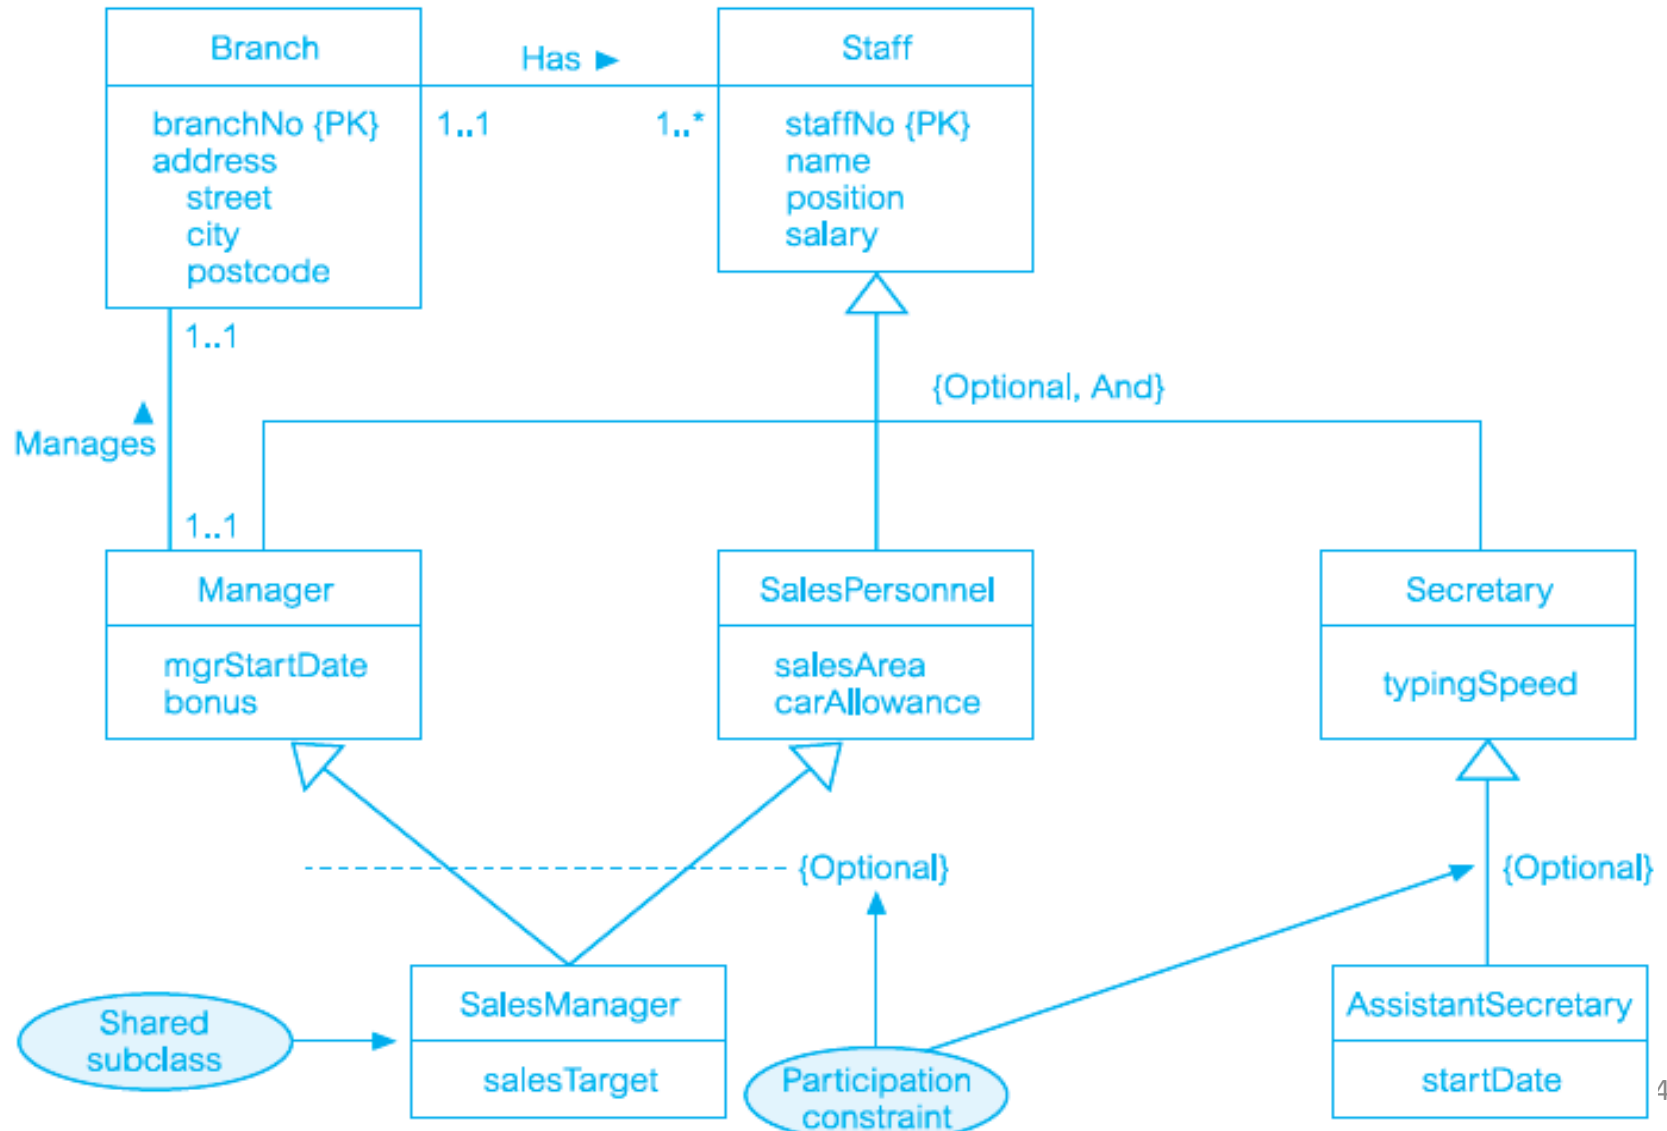 Branch
branchNo {PK}
address
street
city
postcode
Has ►
1..1
1..*
Staff
staffNo {PK}
name
position
salary
1..1
▲
Manages
1..1
{Optional, And}
Manager
mgrStartDate
bonus
SalesPersonnel
salesArea
carAllowance
Secretary
typingSpeed
{Optional}
{Optional}
Shared
subclass
SalesManager
salesTarget
Participation
constraint
AssistantSecretary
startDate
4